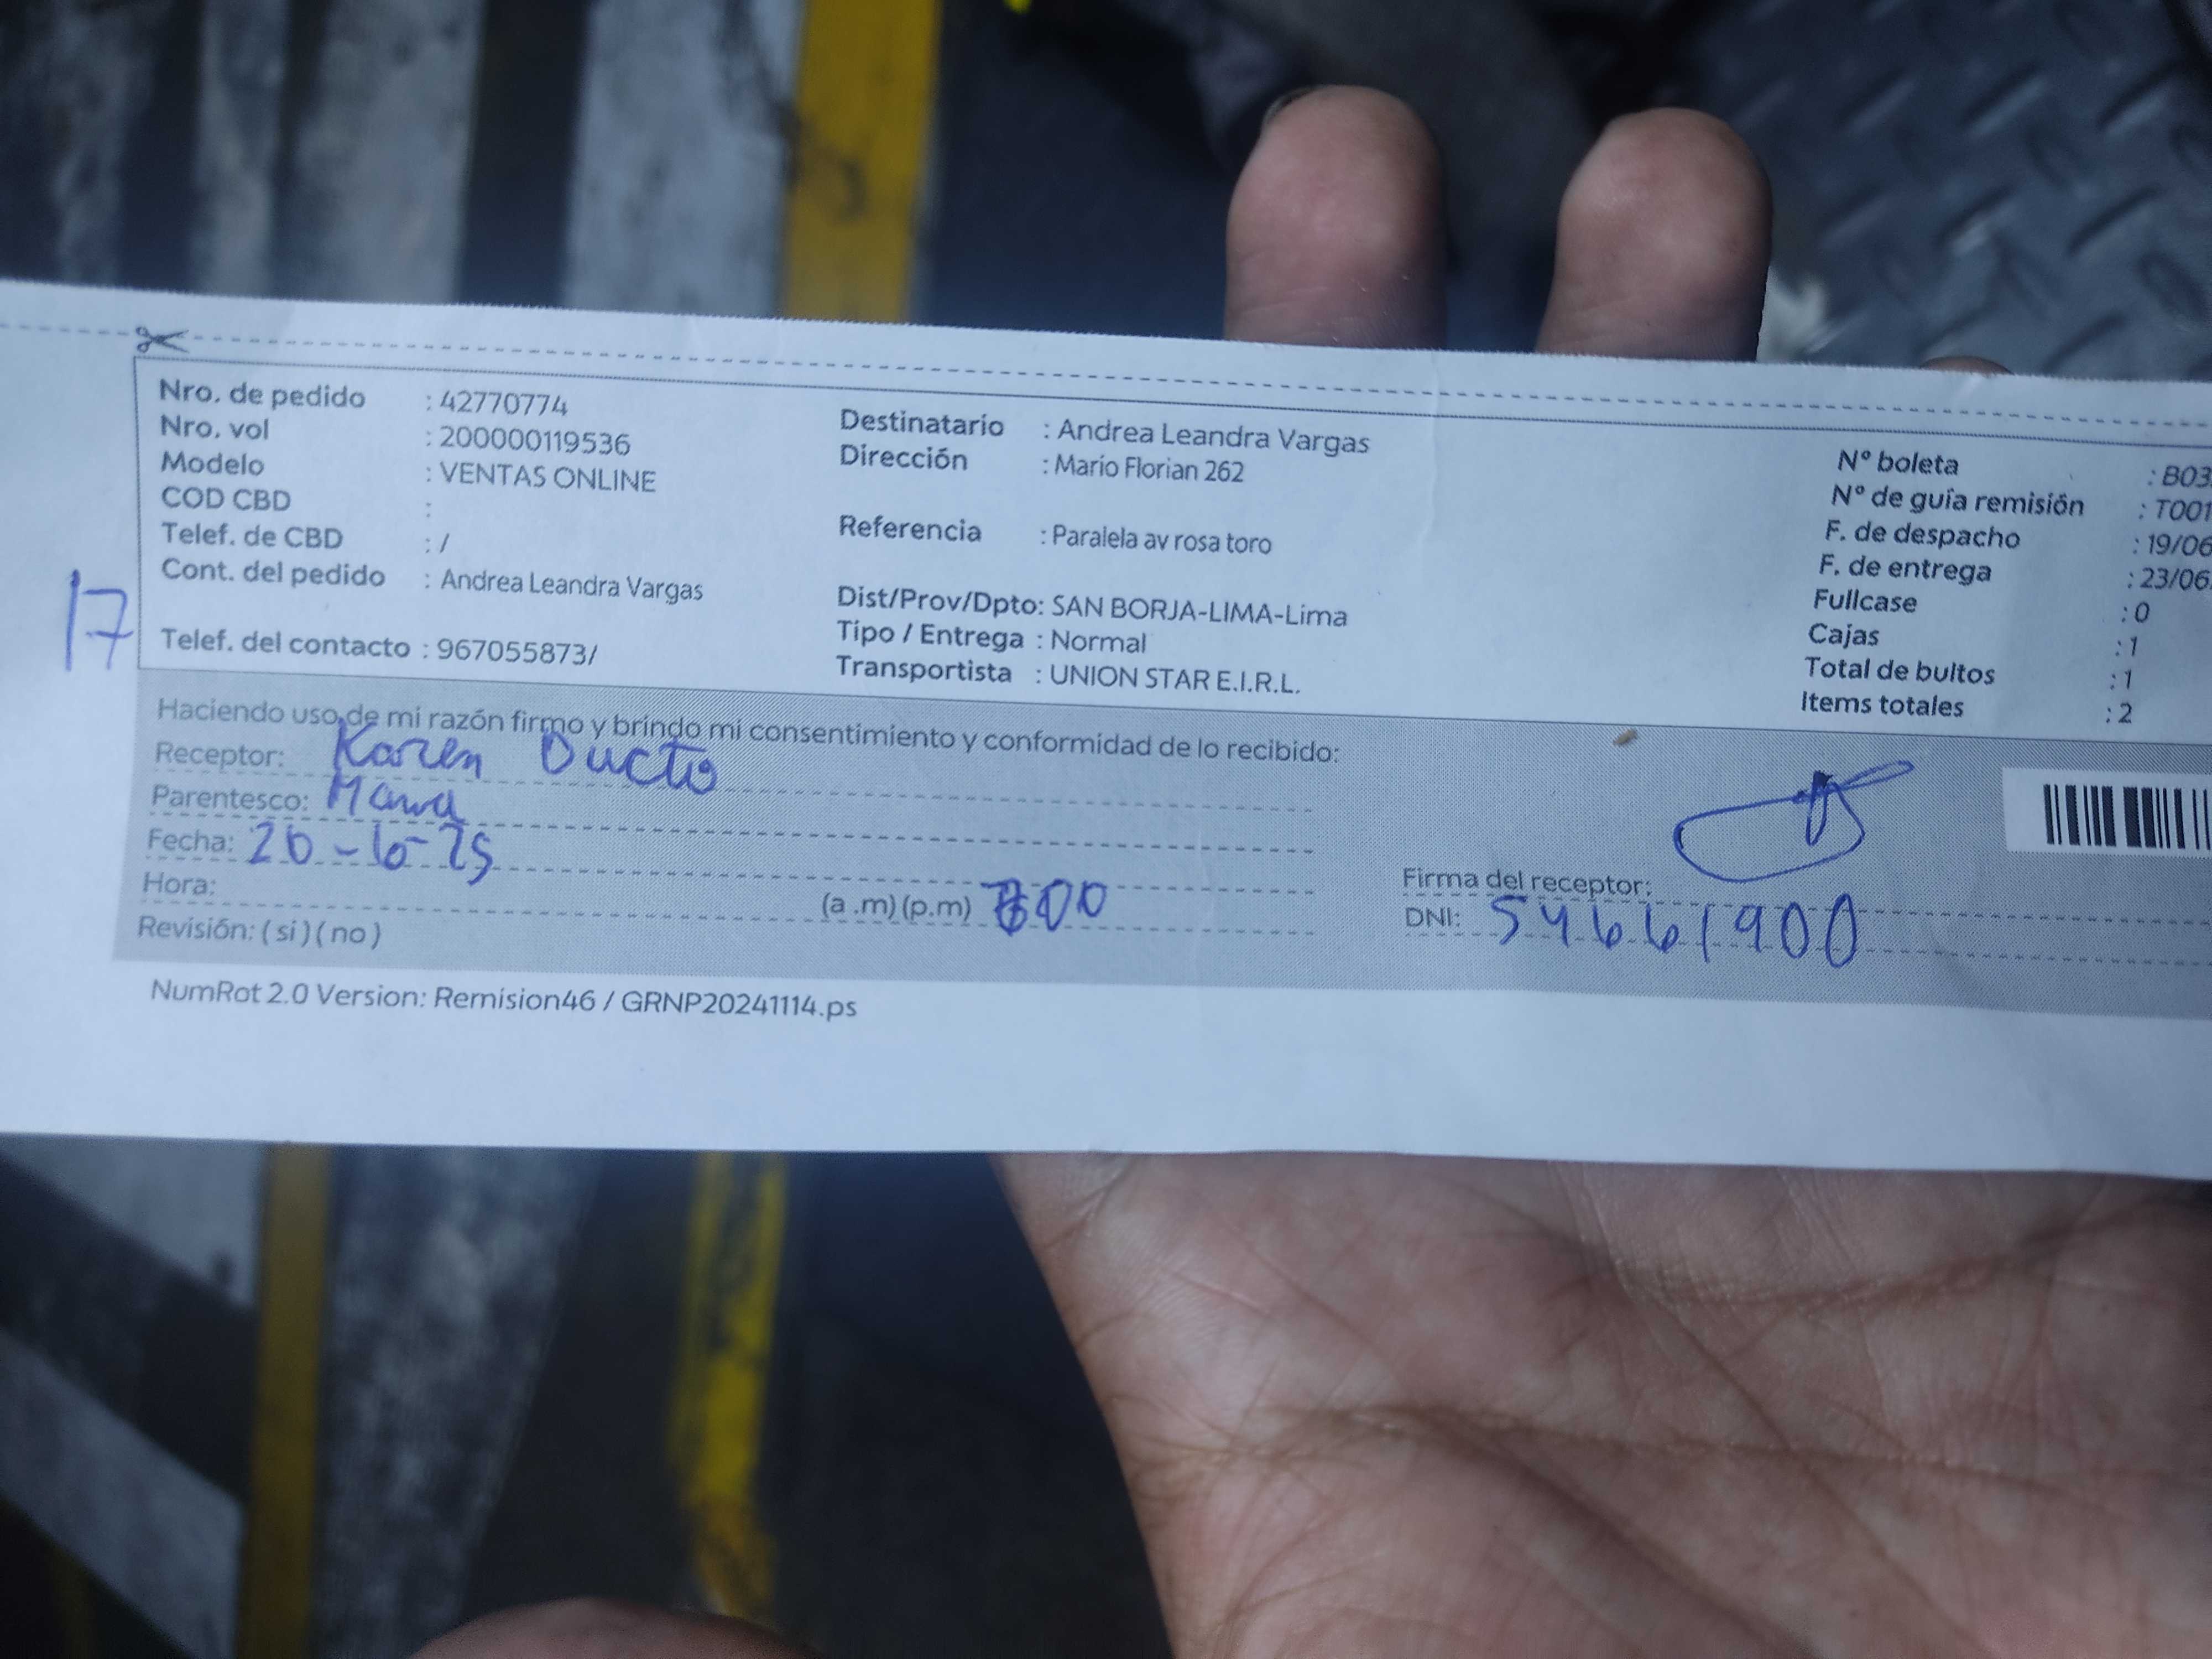 Nro. de pedido : 42770774
Nro. vol : 200000119536
Modelo : VENTAS ONLINE
COD CBD :
Telef. de CBD : /
Cont. del pedido : Andrea Leandra Vargas
Telef. del contacto : 967055873/
17
Destinatario : Andrea Leandra Vargas
Dirección : Mario Florian 262
Referencia : Paralela av rosa toro
Dist/Prov/Dpto: SAN BORJA-LIMA-Lima
Tipo / Entrega : Normal
Transportista : UNION STAR E.I.R.L.
N° boleta : B03
N° de guía remisión : T001
F. de despacho : 19/06
F. de entrega : 23/06
Fullcase : 0
Cajas : 1
Total de bultos : 1
Items totales : 2
Haciendo uso de mi razón firmo y brindo mi consentimiento y conformidad de lo recibido:
Receptor: Karen Ducto
Parentesco:
Fecha: 20-6-25
Hora: (a .m) (p.m)
Revisión: ( si ) ( no )
Firma del receptor:
DNI: 54661900
NumRot 2.0 Version: Remision46 / GRNP20241114.ps